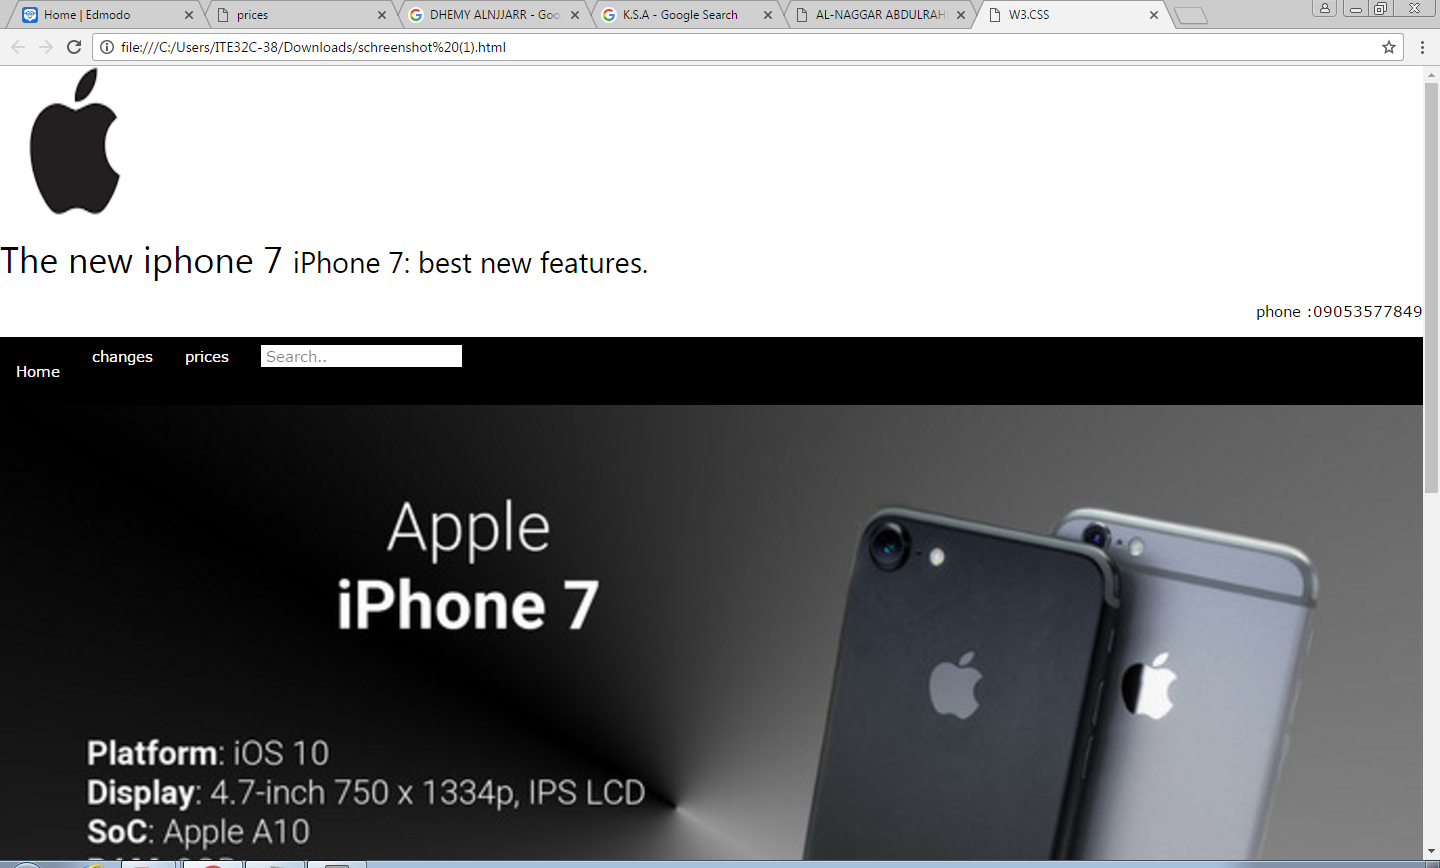 Home | Edmodo
prices
DHEMY ALNJJARR - Goo
K.S.A - Google Search
AL-NAGGAR ABDULRAH
W3.CSS
file:///C:/Users/ITE32C-38/Downloads/schreenshot%20(1).html
The new iphone 7 iPhone 7: best new features.
phone :09053577849
Home
changes
prices
Search..
Apple
iPhone 7
Platform: iOS 10
Display: 4.7-inch 750 x 1334p, IPS LCD
SoC: Apple A10